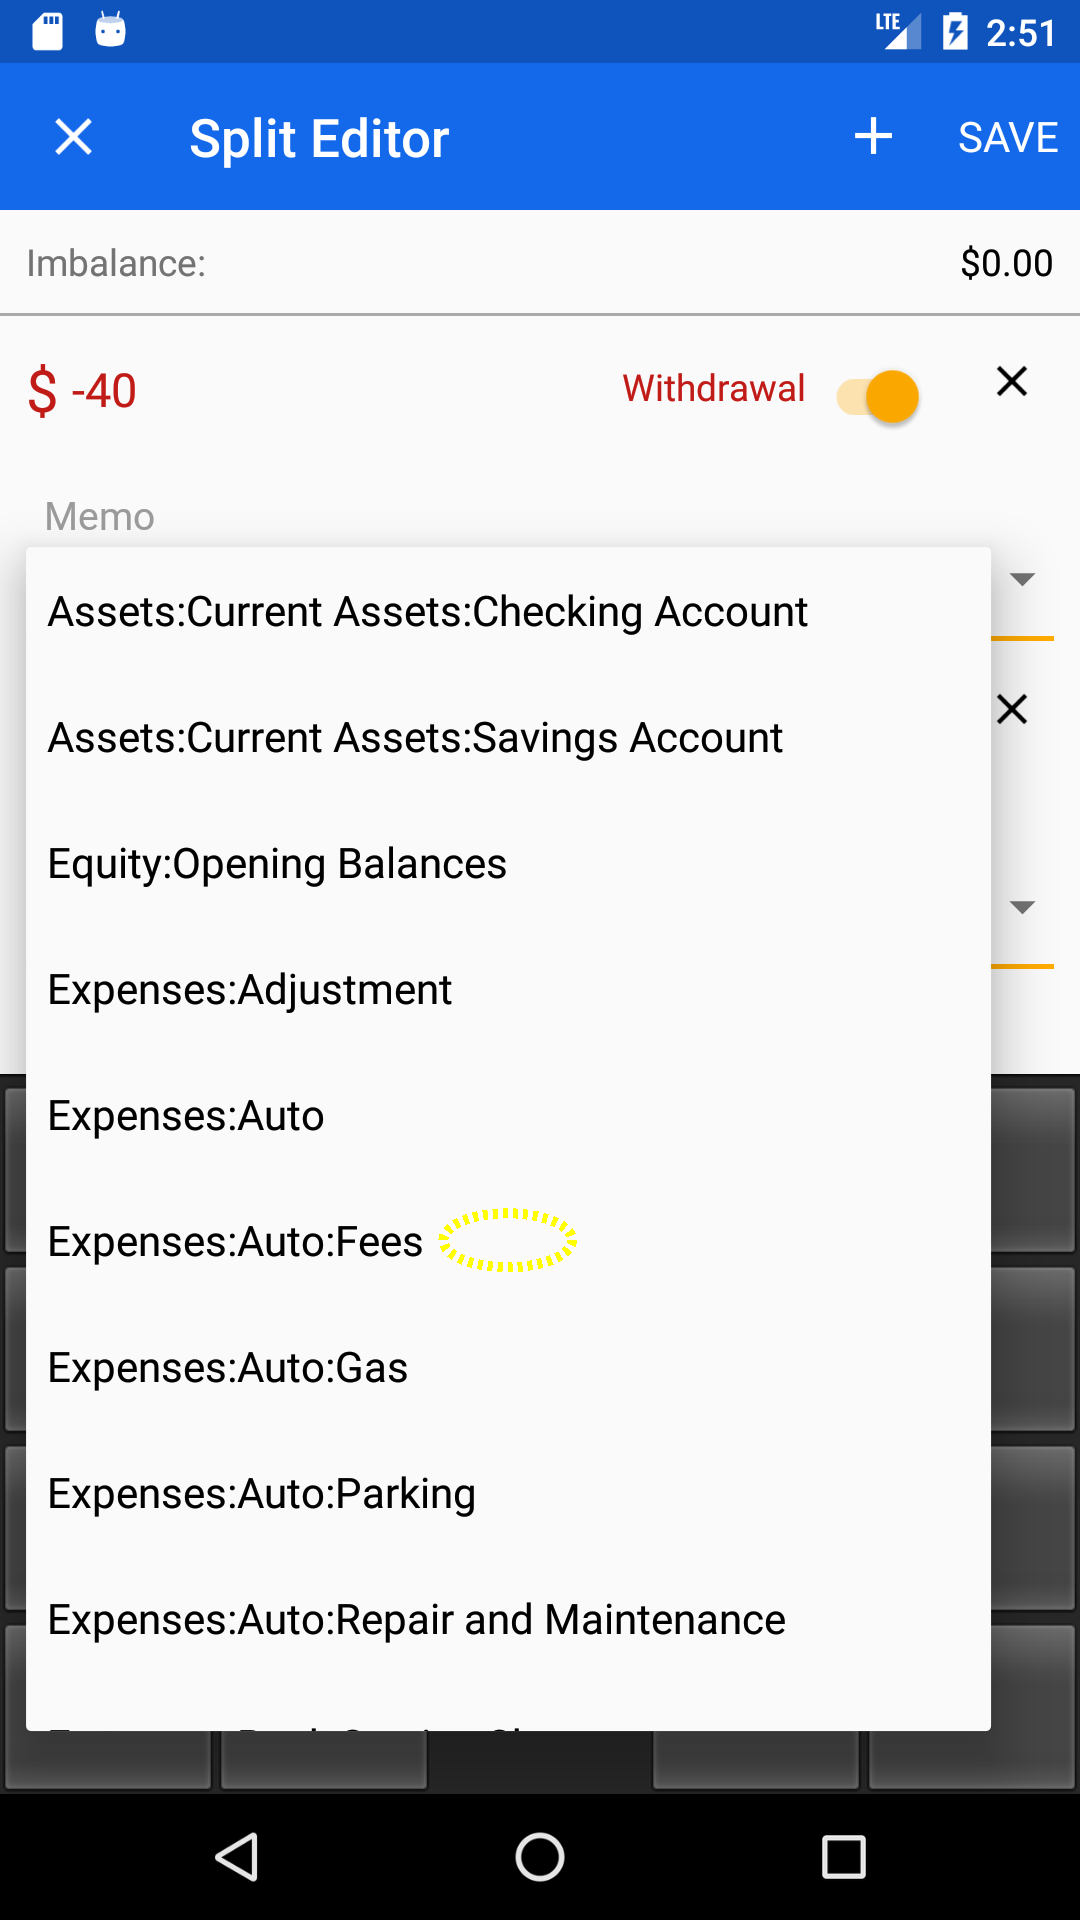 LTE 2:51
Split Editor SAVE
Imbalance: $0.00
$ -40 Withdrawal
Memo
Assets:Current Assets:Checking Account
Assets:Current Assets:Savings Account
Equity:Opening Balances
Expenses:Adjustment
Expenses:Auto
Expenses:Auto:Fees
Expenses:Auto:Gas
Expenses:Auto:Parking
Expenses:Auto:Repair and Maintenance